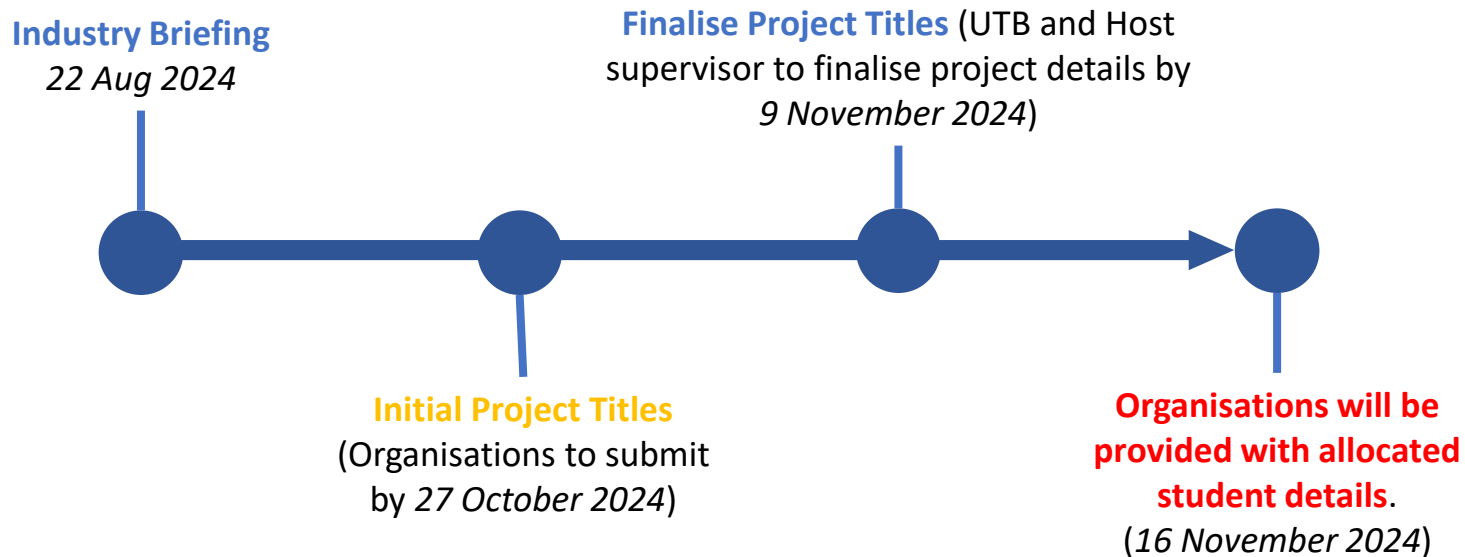 Industry Briefing
22 Aug 2024
Finalise Project Titles (UTB and Host
supervisor to finalise project details by
9 November 2024)
Initial Project Titles
(Organisations to submit
by 27 October 2024)
Organisations will be
provided with allocated
student details.
(16 November 2024)